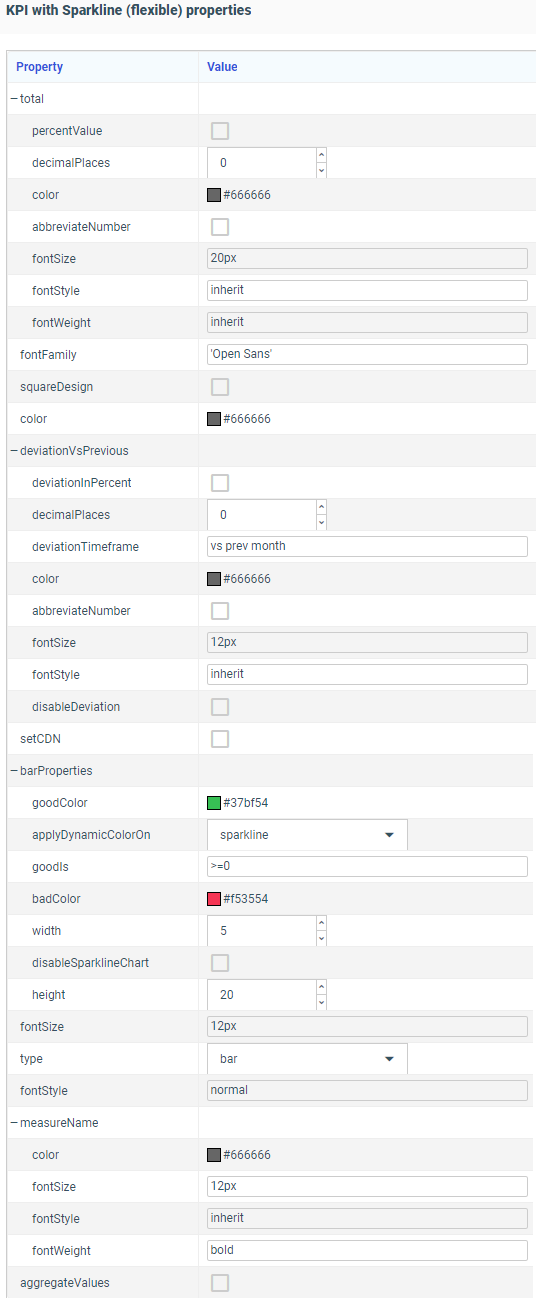 KPI with Sparkline (flexible) properties
Property Value
total
percentValue
decimalPlaces 0
color #666666
abbreviateNumber
fontSize 20px
fontStyle inherit
fontWeight inherit
fontFamily 'Open Sans'
squareDesign
color #666666
deviationVsPrevious
deviationInPercent
decimalPlaces 0
deviationTimeframe vs prev month
color #666666
abbreviateNumber
fontSize 12px
fontStyle inherit
disableDeviation
setCDN
barProperties
goodColor #37bf54
applyDynamicColorOn sparkline
goodIs >=0
badColor #f53554
width 5
disableSparklineChart
height 20
fontSize 12px
type bar
fontStyle normal
measureName
color #666666
fontSize 12px
fontStyle inherit
fontWeight bold
aggregateValues